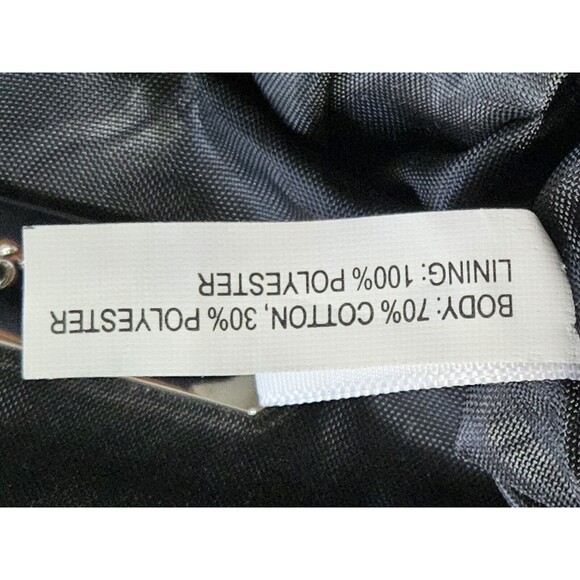 BODY: 70% COTTON, 30% POLYESTER
LINING: 100% POLYESTER